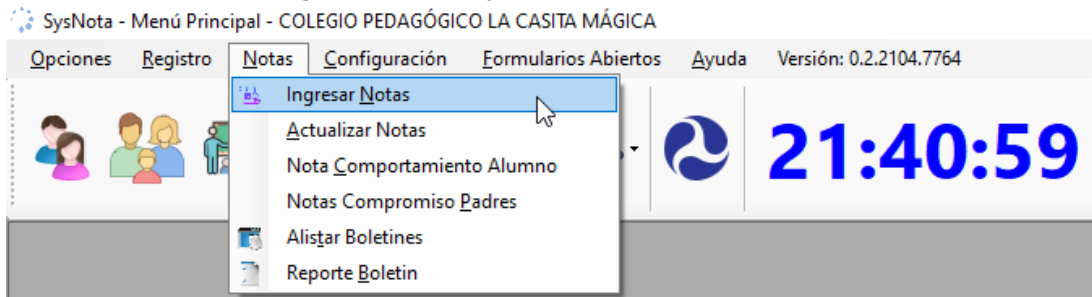 SysNota - Menú Principal - COLEGIO PEDAGÓGICO LA CASITA MÁGICA
Opciones Registro Notas Configuración Formularios Abiertos Ayuda Versión: 0.2.2104.7764
Ingresar Notas
21:40:59
Actualizar Notas
Nota Comportamiento Alumno
Notas Compromiso Padres
Alistar Boletines
Reporte Boletin